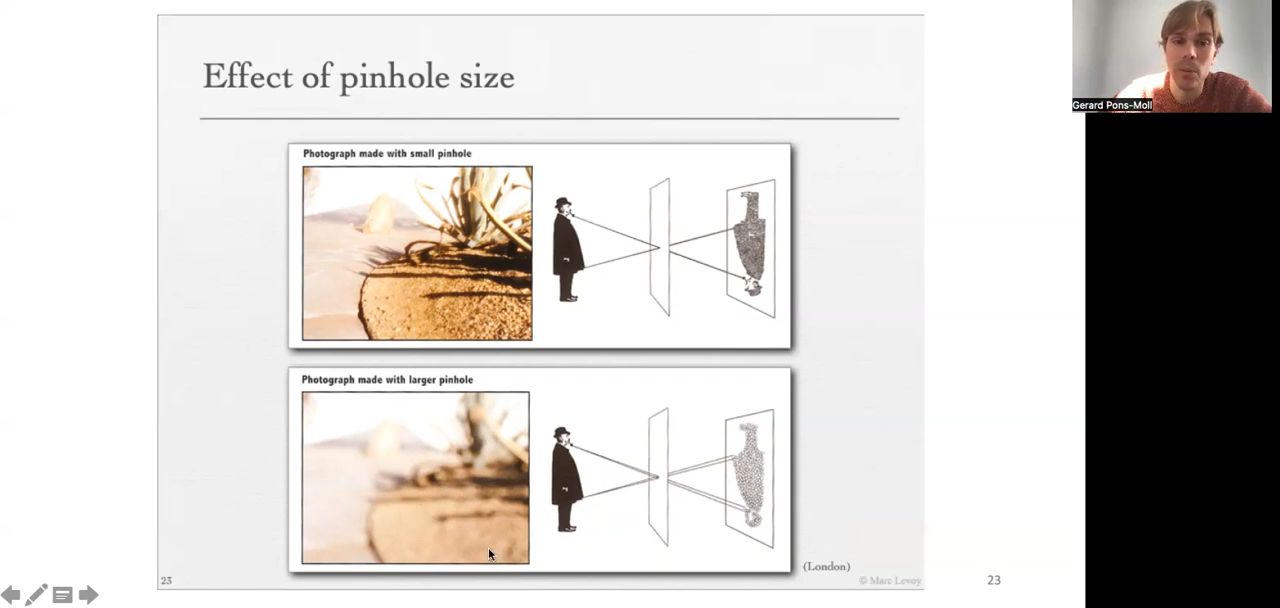 Effect of pinhole size
Gerard Pons-Moll
Photograph made with small pinhole
Photograph made with larger pinhole
(London)
23
© Marc Levoy
23